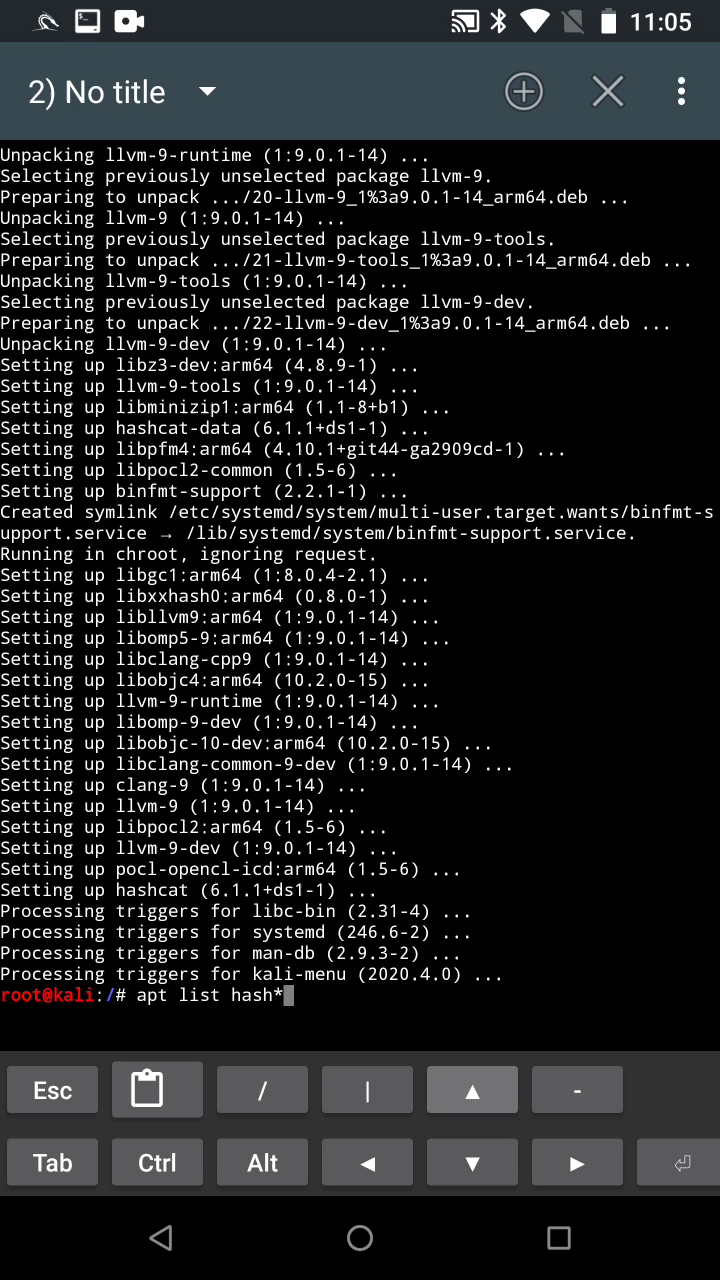 11:05
2) No title
Unpacking llvm-9-runtime (1:9.0.1-14) ...
Selecting previously unselected package llvm-9.
Preparing to unpack .../20-llvm-9_1%3a9.0.1-14_arm64.deb ...
Unpacking llvm-9 (1:9.0.1-14) ...
Selecting previously unselected package llvm-9-tools.
Preparing to unpack .../21-llvm-9-tools_1%3a9.0.1-14_arm64.deb ...
Unpacking llvm-9-tools (1:9.0.1-14) ...
Selecting previously unselected package llvm-9-dev.
Preparing to unpack .../22-llvm-9-dev_1%3a9.0.1-14_arm64.deb ...
Unpacking llvm-9-dev (1:9.0.1-14) ...
Setting up libz3-dev:arm64 (4.8.9-1) ...
Setting up llvm-9-tools (1:9.0.1-14) ...
Setting up libminizip1:arm64 (1.1-8+b1) ...
Setting up hashcat-data (6.1.1+ds1-1) ...
Setting up libpfm4:arm64 (4.10.1+git44-ga2909cd-1) ...
Setting up libpocl2-common (1.5-6) ...
Setting up binfmt-support (2.2.1-1) ...
Created symlink /etc/systemd/system/multi-user.target.wants/binfmt-s
upport.service → /lib/systemd/system/binfmt-support.service.
Running in chroot, ignoring request.
Setting up libgc1:arm64 (1:8.0.4-2.1) ...
Setting up libxxhash0:arm64 (0.8.0-1) ...
Setting up libllvm9:arm64 (1:9.0.1-14) ...
Setting up libomp5-9:arm64 (1:9.0.1-14) ...
Setting up libclang-cpp9 (1:9.0.1-14) ...
Setting up libobjc4:arm64 (10.2.0-15) ...
Setting up llvm-9-runtime (1:9.0.1-14) ...
Setting up libomp-9-dev (1:9.0.1-14) ...
Setting up libobjc-10-dev:arm64 (10.2.0-15) ...
Setting up libclang-common-9-dev (1:9.0.1-14) ...
Setting up clang-9 (1:9.0.1-14) ...
Setting up llvm-9 (1:9.0.1-14) ...
Setting up libpocl2:arm64 (1.5-6) ...
Setting up llvm-9-dev (1:9.0.1-14) ...
Setting up pocl-opencl-icd:arm64 (1.5-6) ...
Setting up hashcat (6.1.1+ds1-1) ...
Processing triggers for libc-bin (2.31-4) ...
Processing triggers for systemd (246.6-2) ...
Processing triggers for man-db (2.9.3-2) ...
Processing triggers for kali-menu (2020.4.0) ...
root@kali:/# apt list hash*
Esc / | ▲ -
Tab Ctrl Alt ◀ ▼ ▶ ⏎